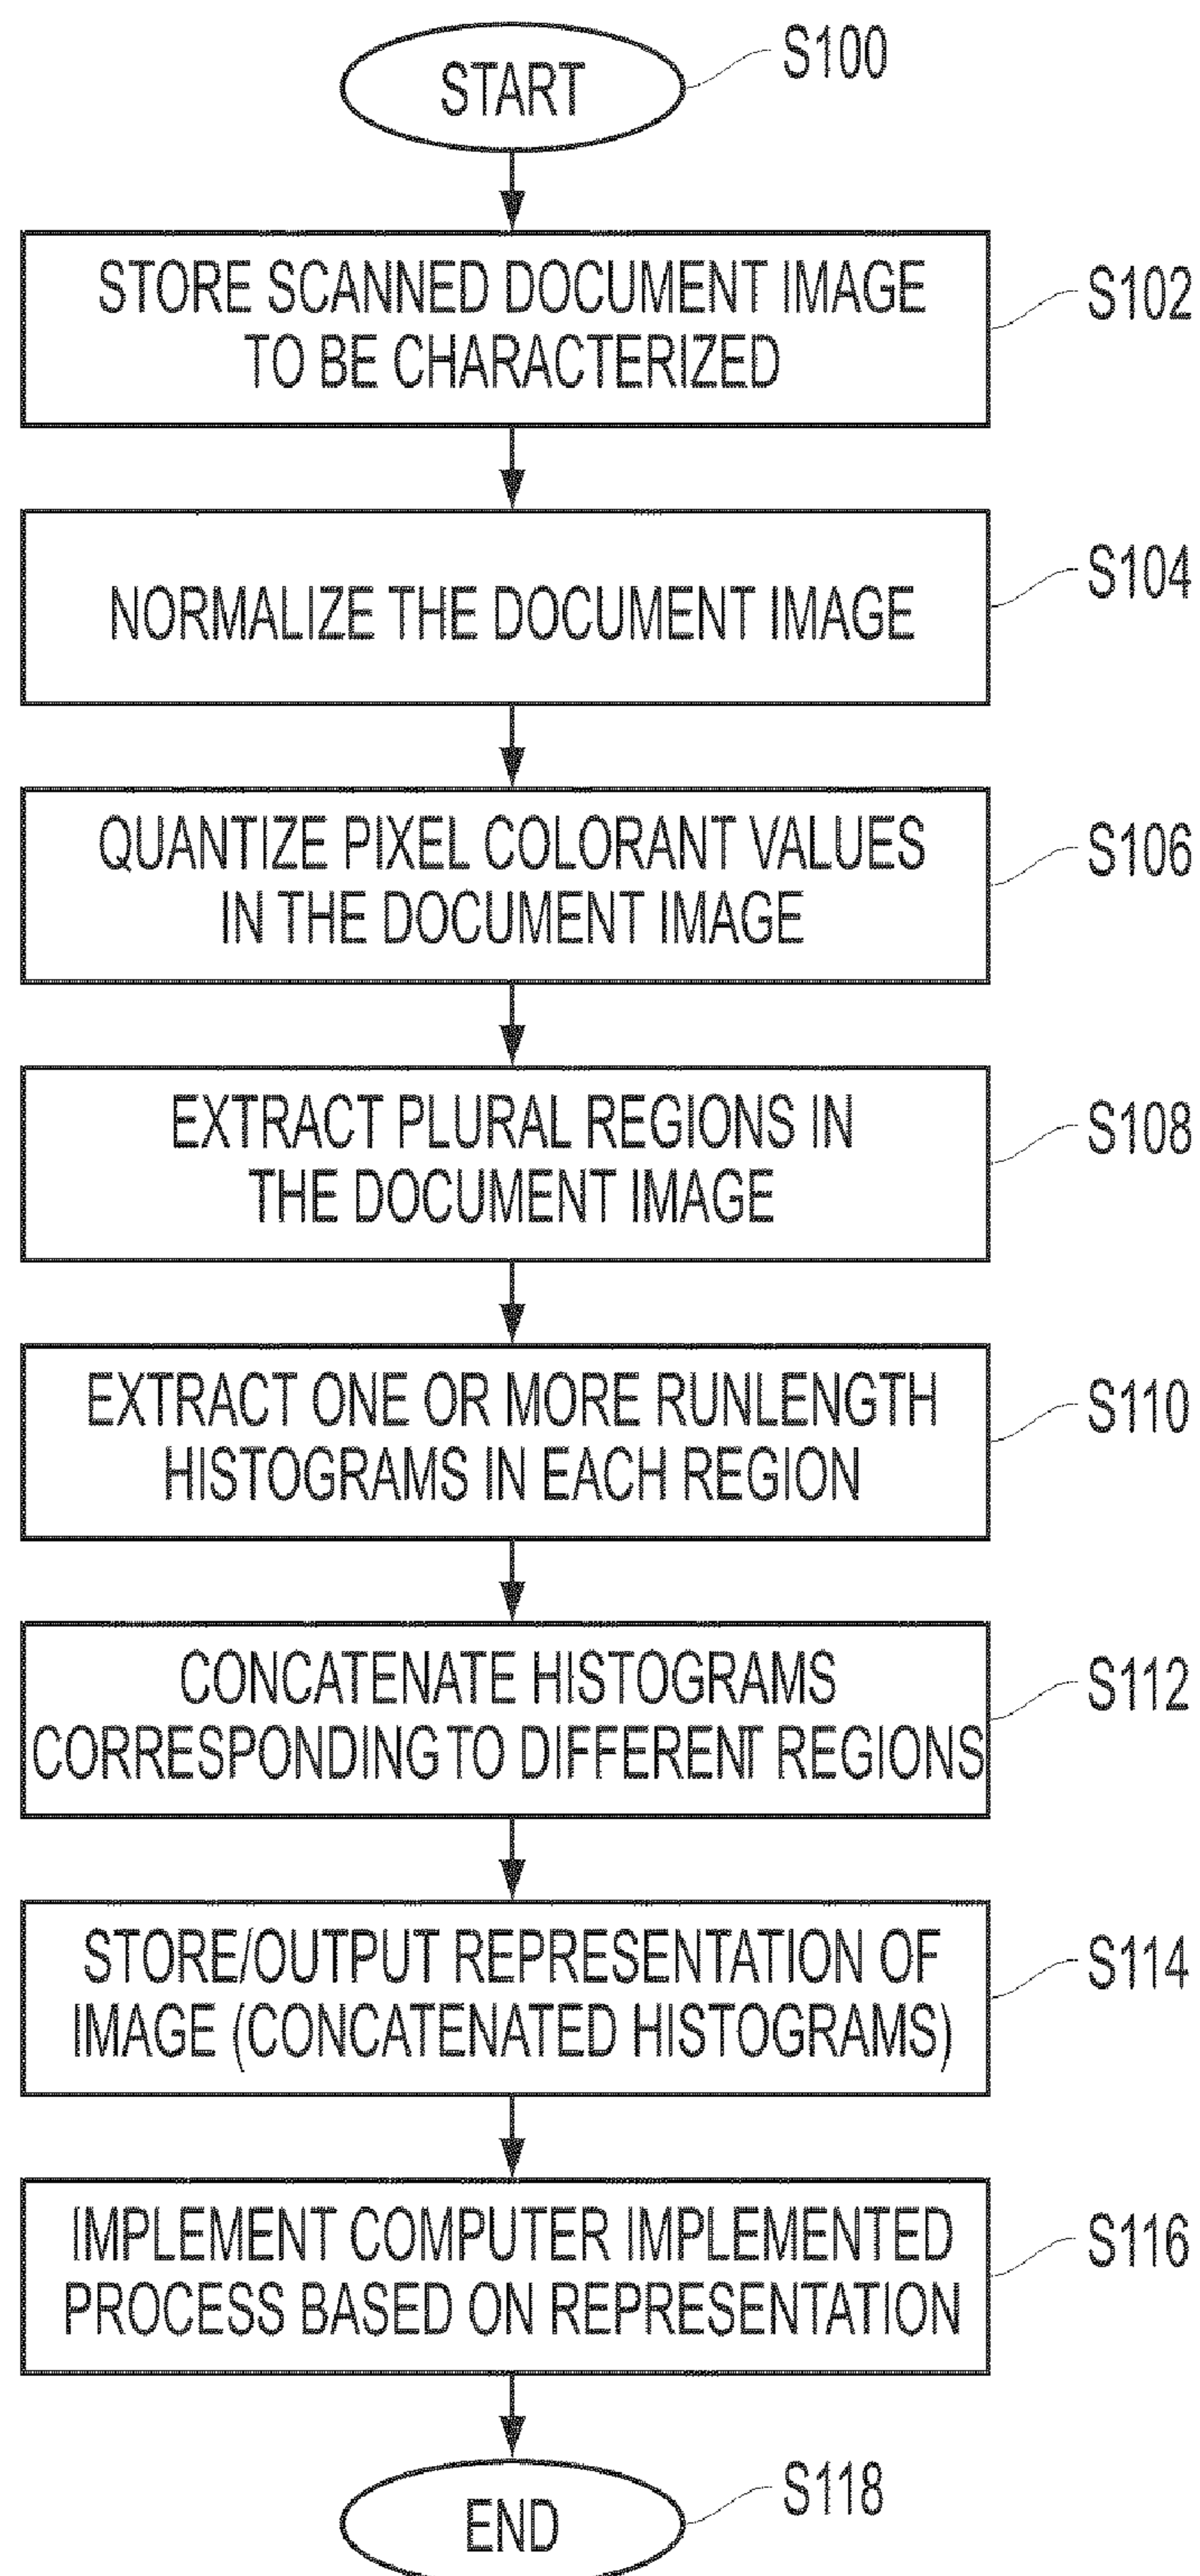 START
S100
STORE SCANNED DOCUMENT IMAGE
TO BE CHARACTERIZED
S102
NORMALIZE THE DOCUMENT IMAGE
S104
QUANTIZE PIXEL COLORANT VALUES
IN THE DOCUMENT IMAGE
S106
EXTRACT PLURAL REGIONS IN
THE DOCUMENT IMAGE
S108
EXTRACT ONE OR MORE RUNLENGTH
HISTOGRAMS IN EACH REGION
S110
CONCATENATE HISTOGRAMS
CORRESPONDING TO DIFFERENT REGIONS
S112
STORE/OUTPUT REPRESENTATION OF
IMAGE (CONCATENATED HISTOGRAMS)
S114
IMPLEMENT COMPUTER IMPLEMENTED
PROCESS BASED ON REPRESENTATION
S116
END
S118